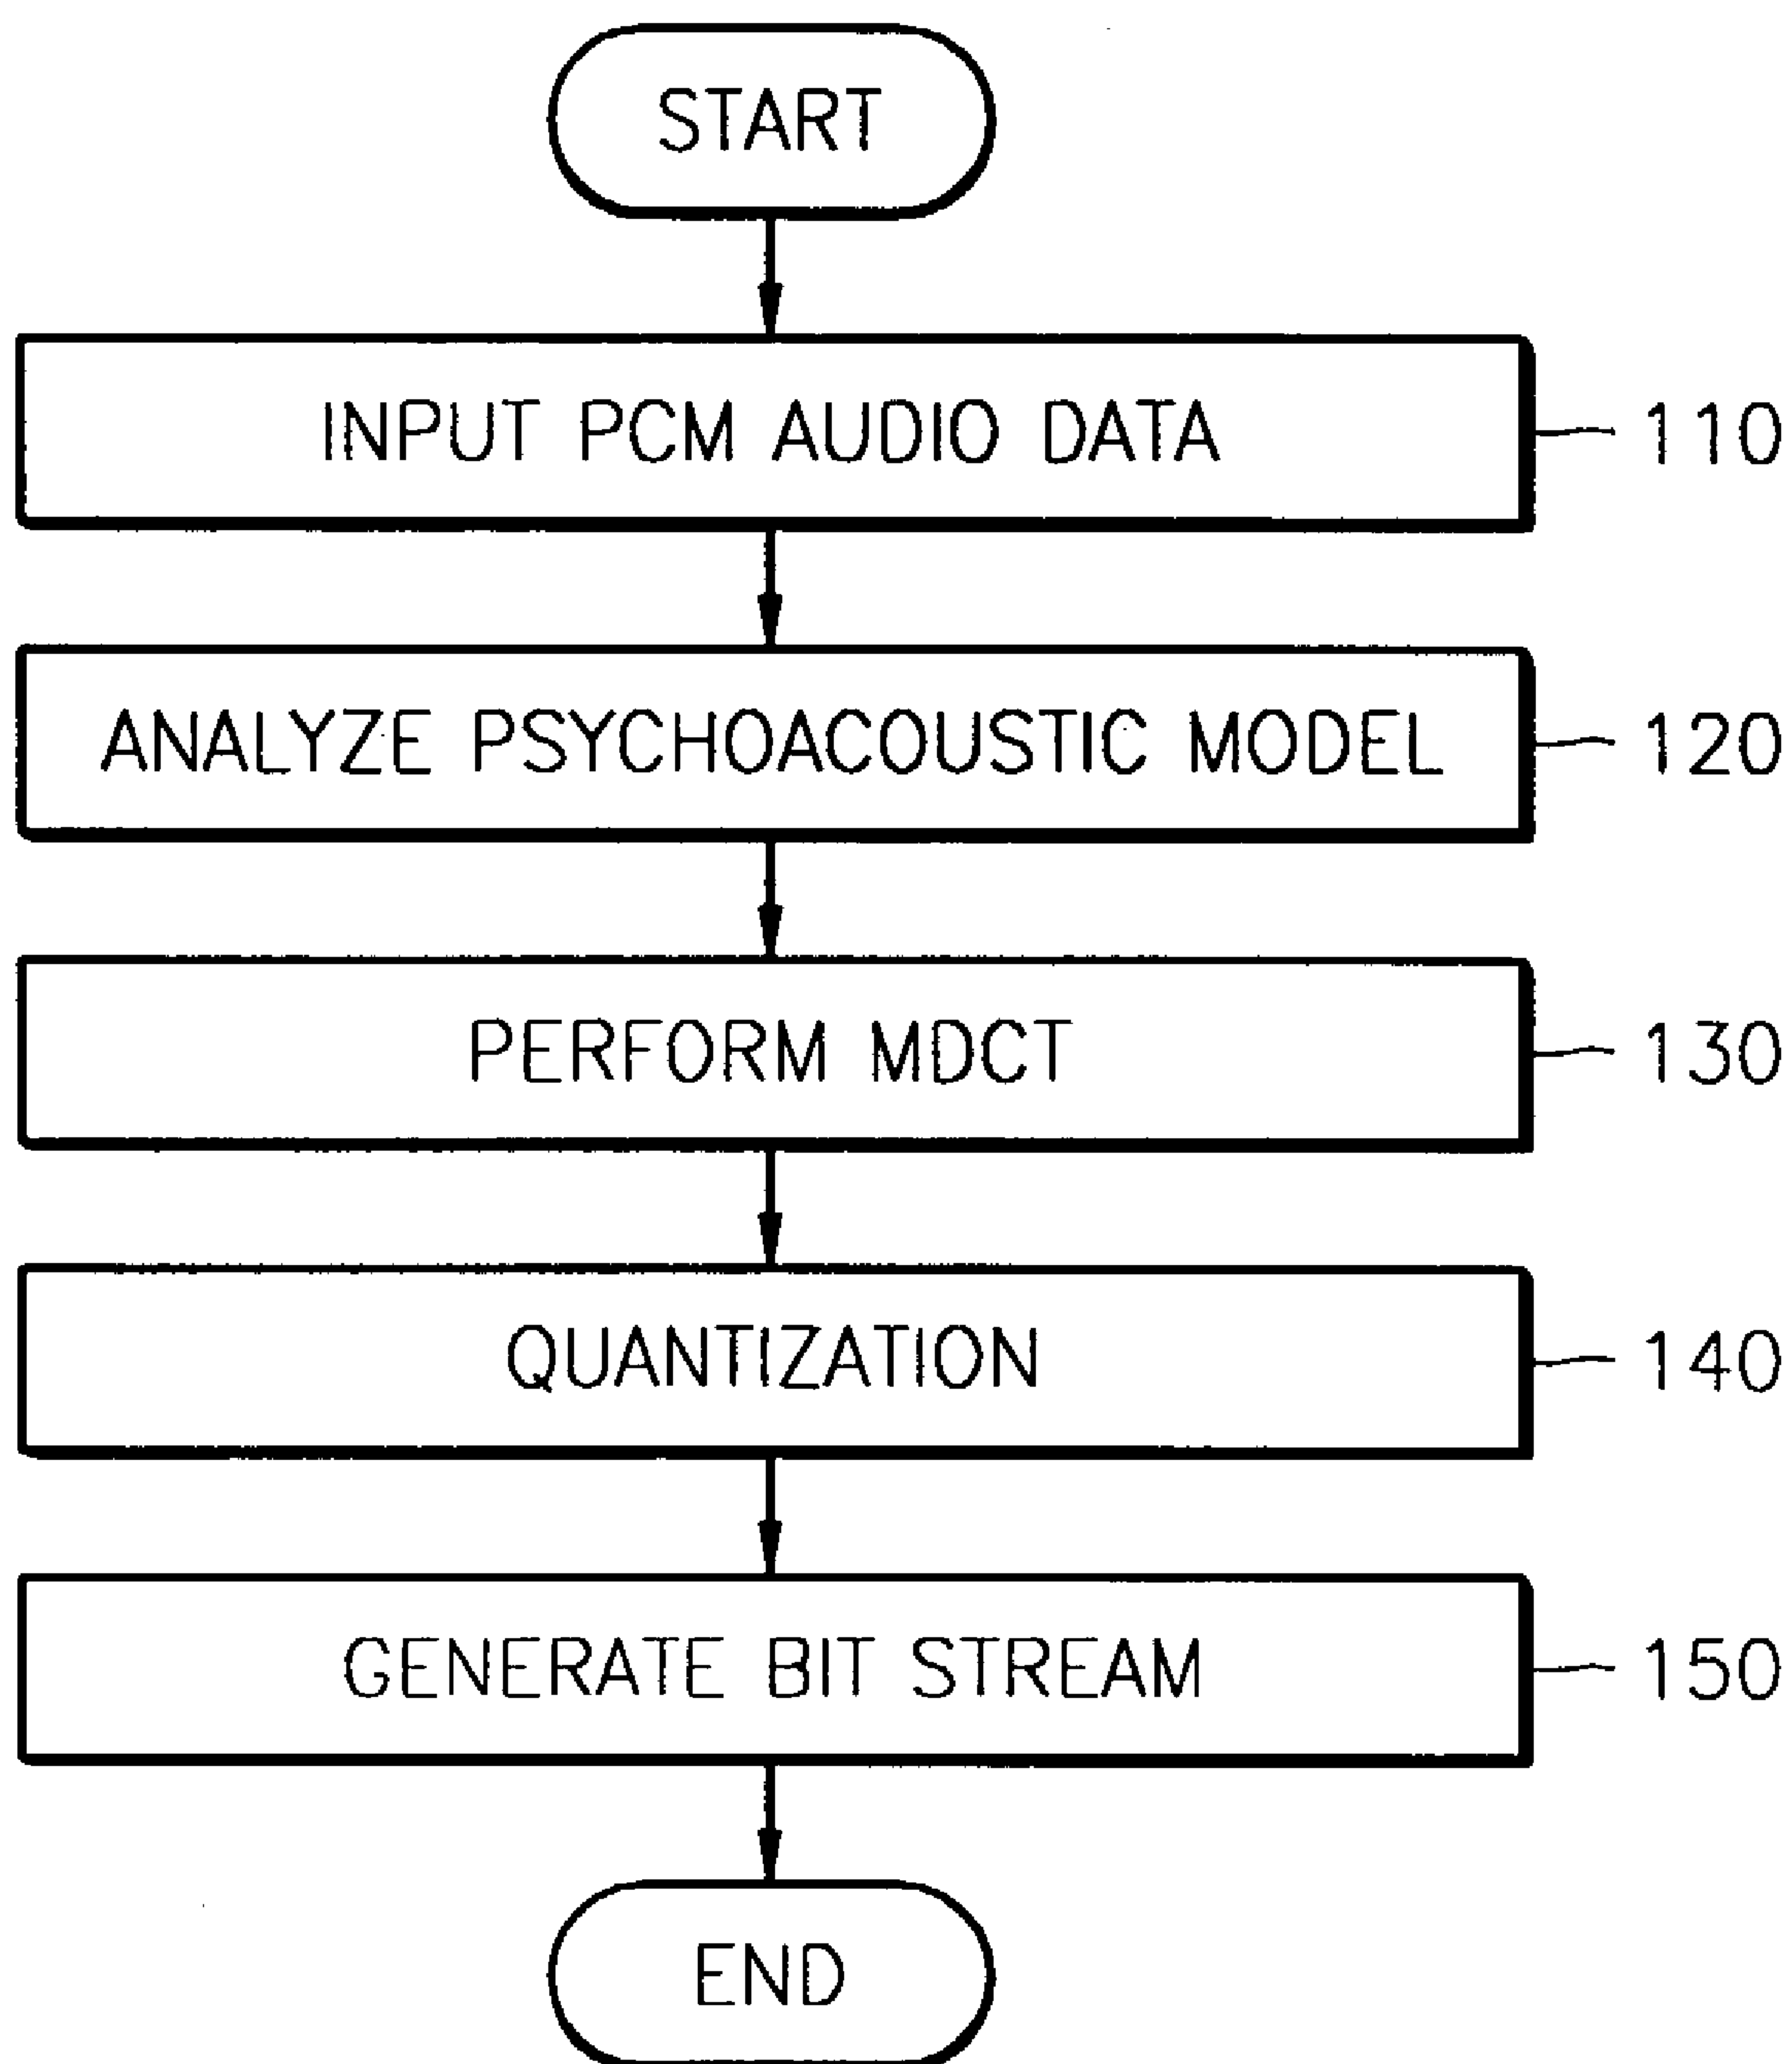 START
INPUT PCM AUDIO DATA
110
ANALYZE PSYCHOACOUSTIC MODEL
120
PERFORM MDCT
130
QUANTIZATION
140
GENERATE BIT STREAM
150
END